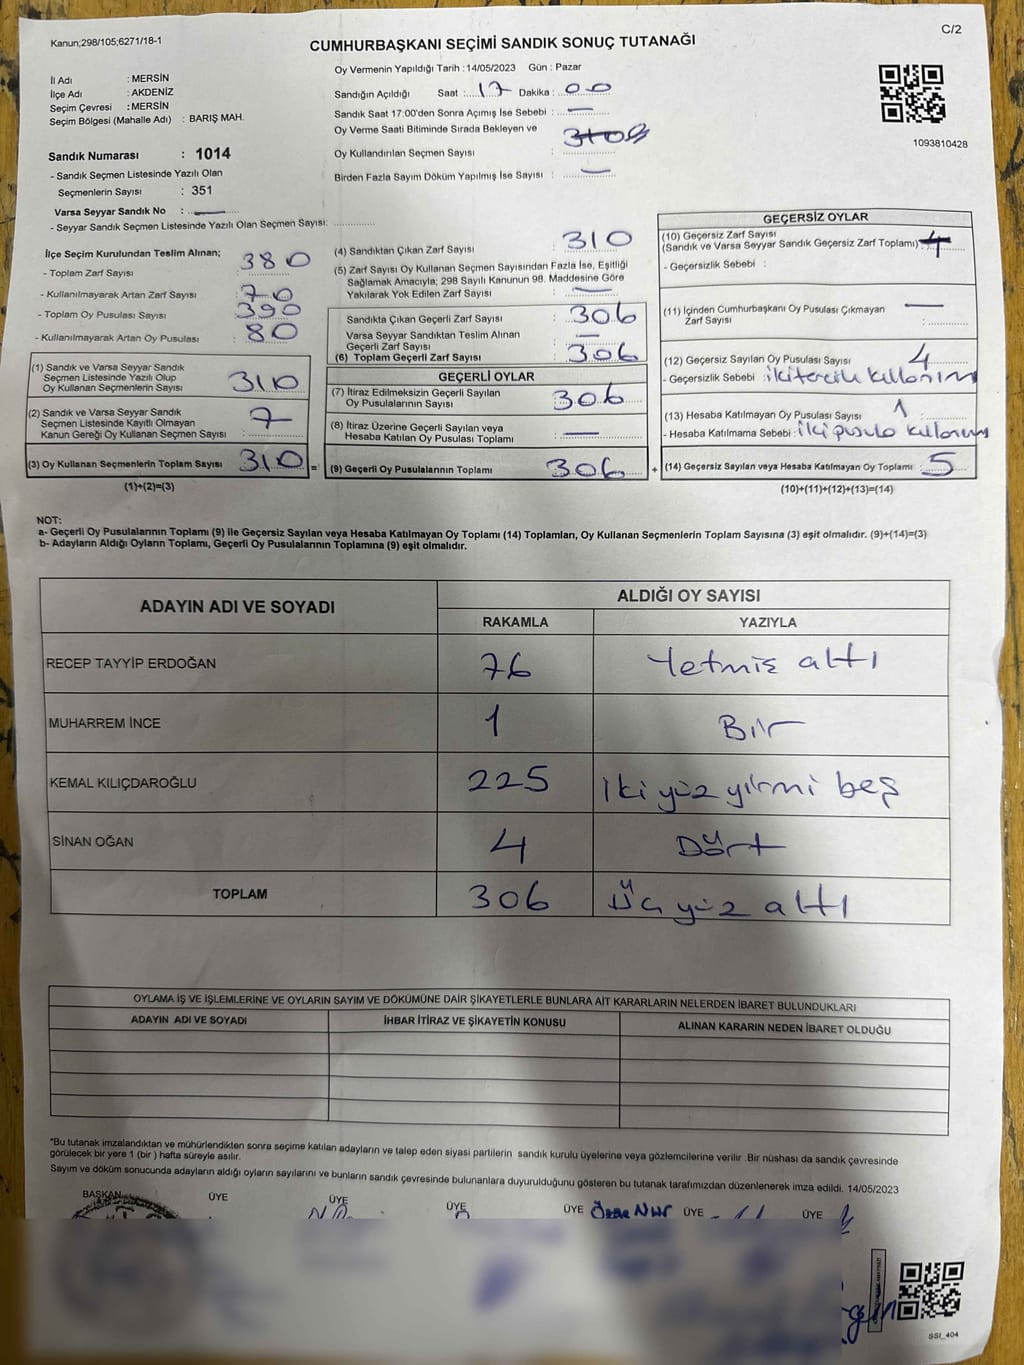 Kanun;298/105;6271/18-1
C/2
CUMHURBAŞKANI SEÇİMİ SANDIK SONUÇ TUTANAĞI
İl Adı : MERSİN
İlçe Adı : AKDENİZ
Seçim Çevresi : MERSİN
Seçim Bölgesi (Mahalle Adı) : BARIŞ MAH.
Sandık Numarası : 1014
- Sandık Seçmen Listesinde Yazılı Olan
Seçmenlerin Sayısı : 351
Varsa Seyyar Sandık No :
- Seyyar Sandık Seçmen Listesinde Yazılı Olan Seçmen Sayısı:
Oy Vermenin Yapıldığı Tarih : 14/05/2023 Gün : Pazar
Sandığın Açıldığı Saat : 17 Dakika : 00
Sandık Saat 17:00'den Sonra Açımış İse Sebebi : —
Oy Verme Saati Bitiminde Sırada Bekleyen ve
Oy Kullandırılan Seçmen Sayısı :
Birden Fazla Sayım Döküm Yapılmış İse Sayısı : —
1093810428
İlçe Seçim Kurulundan Teslim Alınan;
- Toplam Zarf Sayısı : 380
- Kullanılmayarak Artan Zarf Sayısı : 70
- Toplam Oy Pusulası Sayısı : 390
- Kullanılmayarak Artan Oy Pusulası : 80
(1) Sandık ve Varsa Seyyar Sandık
Seçmen Listesinde Yazılı Olup
Oy Kullanan Seçmenlerin Sayısı : 310
(2) Sandık ve Varsa Seyyar Sandık
Seçmen Listesinde Kayıtlı Olmayan
Kanun Gereği Oy Kullanan Seçmen Sayısı : 7
(3) Oy Kullanan Seçmenlerin Toplam Sayısı : 310 =
(1)+(2)=(3)
(4) Sandıktan Çıkan Zarf Sayısı : 310
(5) Zarf Sayısı Oy Kullanan Seçmen Sayısından Fazla İse, Eşitliği
Sağlamak Amacıyla; 298 Sayılı Kanunun 98. Maddesine Göre
Yakılarak Yok Edilen Zarf Sayısı : —
Sandıkta Çıkan Geçerli Zarf Sayısı : 306
Varsa Seyyar Sandıktan Teslim Alınan
Geçerli Zarf Sayısı : —
(6) Toplam Geçerli Zarf Sayısı : 306
GEÇERLİ OYLAR
(7) İtiraz Edilmeksizin Geçerli Sayılan
Oy Pusulalarının Sayısı : 306
(8) İtiraz Üzerine Geçerli Sayılan veya
Hesaba Katılan Oy Pusulası Toplamı : —
(9) Geçerli Oy Pusulalarının Toplamı : 306 +
GEÇERSİZ OYLAR
(10) Geçersiz Zarf Sayısı
(Sandık ve Varsa Seyyar Sandık Geçersiz Zarf Toplamı) :
- Geçersizlik Sebebi :
(11) İçinden Cumhurbaşkanı Oy Pusulası Çıkmayan
Zarf Sayısı : —
(12) Geçersiz Sayılan Oy Pusulası Sayısı : 4
- Geçersizlik Sebebi : iki tercih kullanım
(13) Hesaba Katılmayan Oy Pusulası Sayısı : 1
- Hesaba Katılmama Sebebi : iki pusula kullanım
(14) Geçersiz Sayılan veya Hesaba Katılmayan Oy Toplamı : 5
(10)+(11)+(12)+(13)=(14)
NOT:
a- Geçerli Oy Pusulalarının Toplamı (9) ile Geçersiz Sayılan veya Hesaba Katılmayan Oy Toplamı (14) Toplamları, Oy Kullanan Seçmenlerin Toplam Sayısına (3) eşit olmalıdır. (9)+(14)=(3)
b- Adayların Aldığı Oyların Toplamı, Geçerli Oy Pusulalarının Toplamına (9) eşit olmalıdır.
ADAYIN ADI VE SOYADI
ALDIĞI OY SAYISI
RAKAMLA YAZIYLA
RECEP TAYYİP ERDOĞAN 76 Yetmiş altı
MUHARREM İNCE 1 Bir
KEMAL KILIÇDAROĞLU 225 İki yüz yirmi beş
SİNAN OĞAN 4 Dört
TOPLAM 306 Üç yüz altı
OYLAMA İŞ VE İŞLEMLERİNE VE OYLARIN SAYIM VE DÖKÜMÜNE DAİR ŞİKAYETLERLE BUNLARA AİT KARARLARIN NELERDEN İBARET BULUNDUKLARI
ADAYIN ADI VE SOYADI İHBAR İTİRAZ VE ŞİKAYETİN KONUSU ALINAN KARARIN NEDEN İBARET OLDUĞU
*Bu tutanak imzalandıktan ve mühürlendikten sonra seçime katılan adayların ve talep eden siyasi partilerin sandık kurulu üyelerine veya gözlemcilerine verilir .Bir nüshası da sandık çevresinde
görülecek bir yere 1 (bir ) hafta süreyle asılır.
Sayım ve döküm sonucunda adayların aldığı oyların sayılarını ve bunların sandık çevresinde bulunanlara duyurulduğunu gösteren bu tutanak tarafımızdan düzenlenerek imza edildi. 14/05/2023
BAŞKAN ÜYE ÜYE ÜYE ÜYE ÜYE ÜYE
SSI_404